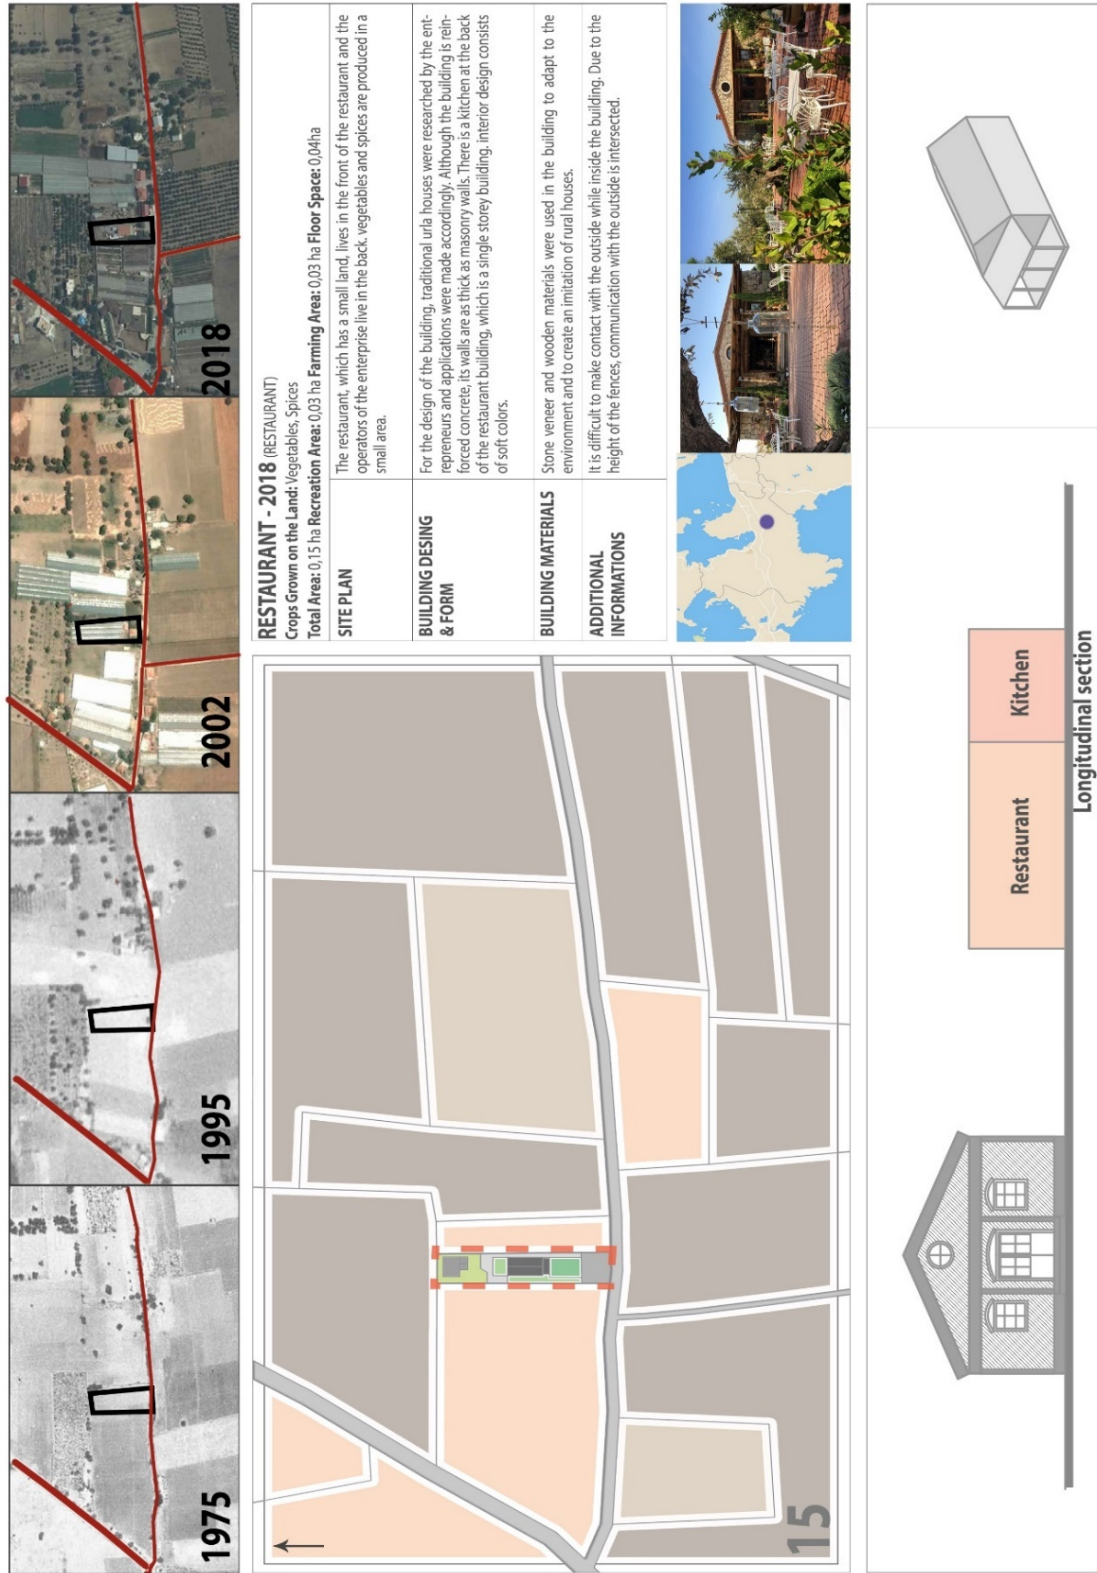 1975
1995
2002
2018
15
RESTAURANT - 2018 (RESTAURANT)
Crops Grown on the Land: Vegetables, Spices
Total Area: 0,15 ha Recreation Area: 0,03 ha Farming Area: 0,03 ha Floor Space: 0,04ha
SITE PLAN
The restaurant, which has a small land, lives in the front of the restaurant and the
operators of the enterprise live in the back. vegetables and spices are produced in a
small area.
BUILDING DESING
& FORM
For the design of the building, traditional urla houses were researched by the ent-
repreneurs and applications were made accordingly. Although the building is rein-
forced concrete, its walls are as thick as masonry walls. There is a kitchen at the back
of the restaurant building, which is a single storey building, interior design consists
of soft colors.
BUILDING MATERIALS
Stone veneer and wooden materials were used in the building to adapt to the
environment and to create an imitation of rural houses.
ADDITIONAL
INFORMATIONS
It is difficult to make contact with the outside while inside the building. Due to the
height of the fences, communication with the outside is intersected.
Restaurant
Kitchen
Longitudinal section